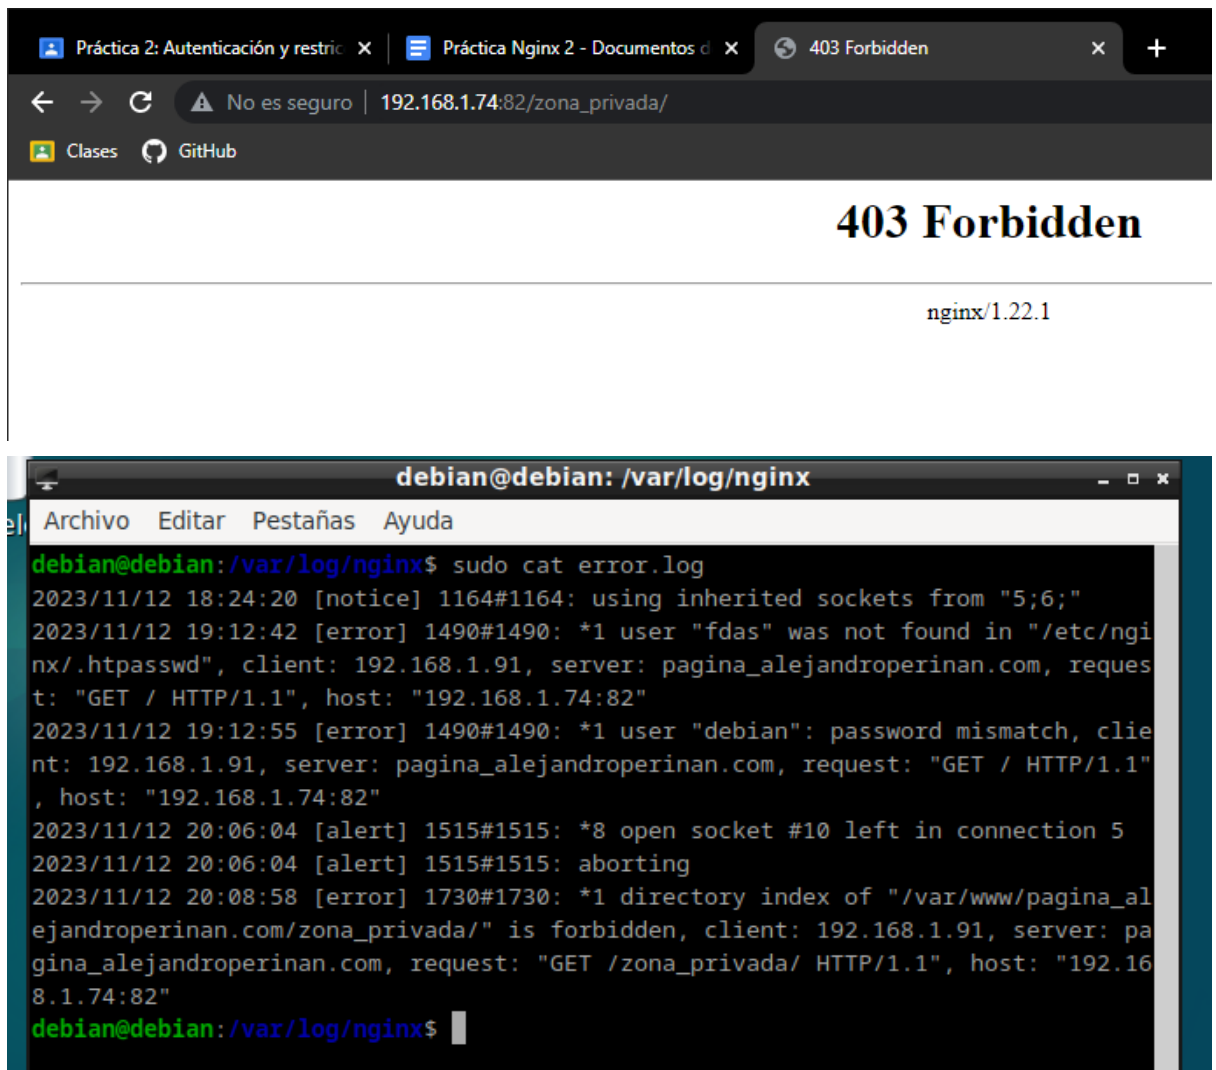 Práctica 2: Autenticación y restric
Práctica Nginx 2 - Documentos d
403 Forbidden
No es seguro | 192.168.1.74:82/zona_privada/
Clases GitHub
403 Forbidden
nginx/1.22.1
debian@debian: /var/log/nginx
Archivo Editar Pestañas Ayuda
debian@debian:/var/log/nginx$ sudo cat error.log
2023/11/12 18:24:20 [notice] 1164#1164: using inherited sockets from "5;6;"
2023/11/12 19:12:42 [error] 1490#1490: *1 user "fdas" was not found in "/etc/ngi
nx/.htpasswd", client: 192.168.1.91, server: pagina_alejandroperinan.com, reques
t: "GET / HTTP/1.1", host: "192.168.1.74:82"
2023/11/12 19:12:55 [error] 1490#1490: *1 user "debian": password mismatch, clie
nt: 192.168.1.91, server: pagina_alejandroperinan.com, request: "GET / HTTP/1.1"
, host: "192.168.1.74:82"
2023/11/12 20:06:04 [alert] 1515#1515: *8 open socket #10 left in connection 5
2023/11/12 20:06:04 [alert] 1515#1515: aborting
2023/11/12 20:08:58 [error] 1730#1730: *1 directory index of "/var/www/pagina_al
ejandroperinan.com/zona_privada/" is forbidden, client: 192.168.1.91, server: pa
gina_alejandroperinan.com, request: "GET /zona_privada/ HTTP/1.1", host: "192.16
8.1.74:82"
debian@debian:/var/log/nginx$